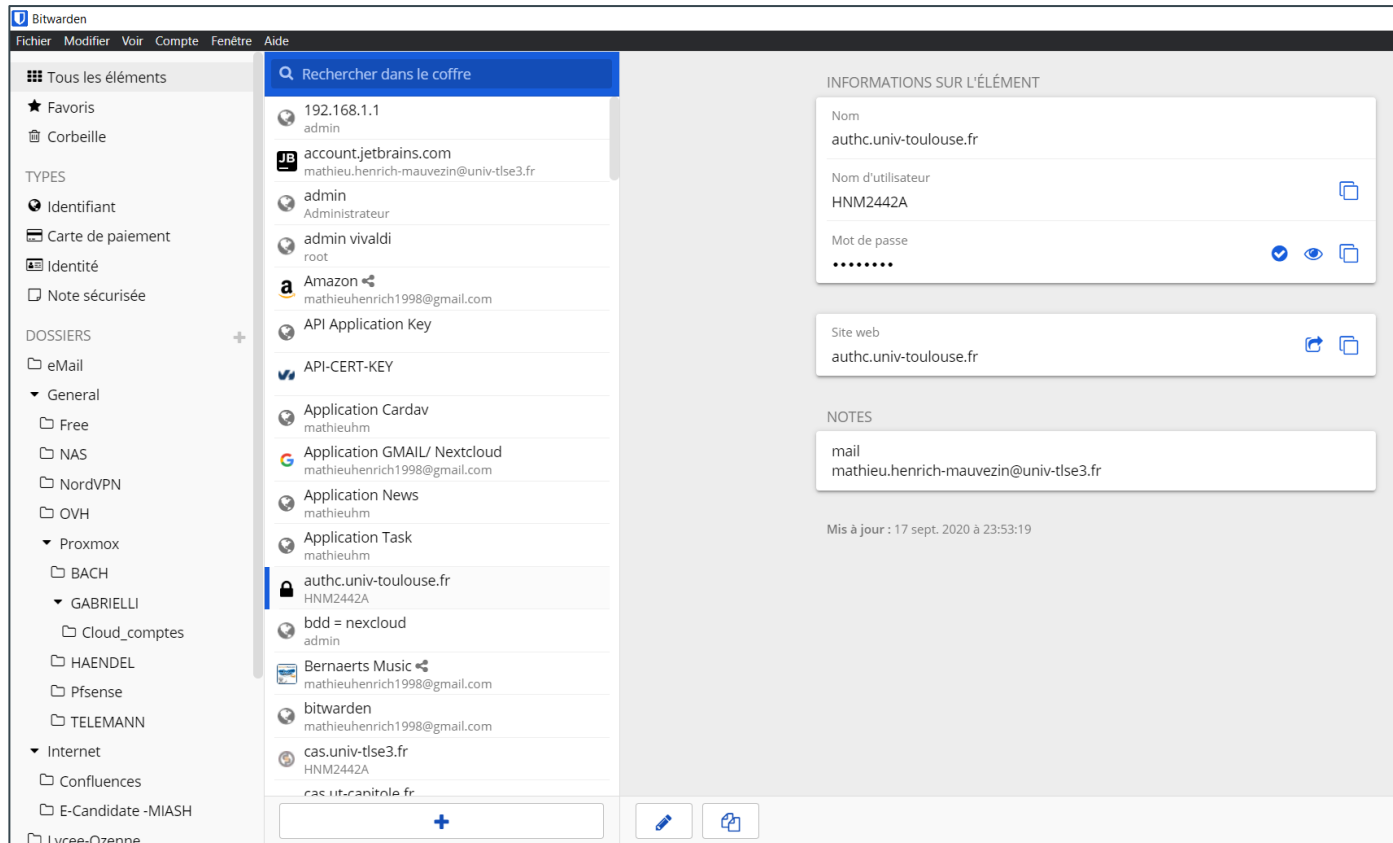 Bitwarden
Fichier Modifier Voir Compte Fenêtre Aide
Tous les éléments
Favoris
Corbeille
TYPES
Identifiant
Carte de paiement
Identité
Note sécurisée
DOSSIERS
eMail
General
Free
NAS
NordVPN
OVH
Proxmox
BACH
GABRIELLI
Cloud_comptes
HAENDEL
Pfsense
TELEMANN
Internet
Confluences
E-Candidate -MIASH
Lycee-Ozenne
Rechercher dans le coffre
192.168.1.1
admin
JB
account.jetbrains.com
mathieu.henrich-mauvezin@univ-tlse3.fr
admin
Administrateur
admin vivaldi
root
Amazon
mathieuhenrich1998@gmail.com
API Application Key
API-CERT-KEY
Application Cardav
mathieuhm
Application GMAIL/ Nextcloud
mathieuhenrich1998@gmail.com
Application News
mathieuhm
Application Task
mathieuhm
authc.univ-toulouse.fr
HNM2442A
bdd = nexcloud
admin
Bernaerts Music
mathieuhenrich1998@gmail.com
bitwarden
mathieuhenrich1998@gmail.com
cas.univ-tlse3.fr
HNM2442A
cas.ut-capitole.fr
INFORMATIONS SUR L'ÉLÉMENT
Nom
authc.univ-toulouse.fr
Nom d'utilisateur
HNM2442A
Mot de passe
••••••••
Site web
authc.univ-toulouse.fr
NOTES
mail
mathieu.henrich-mauvezin@univ-tlse3.fr
Mis à jour : 17 sept. 2020 à 23:53:19